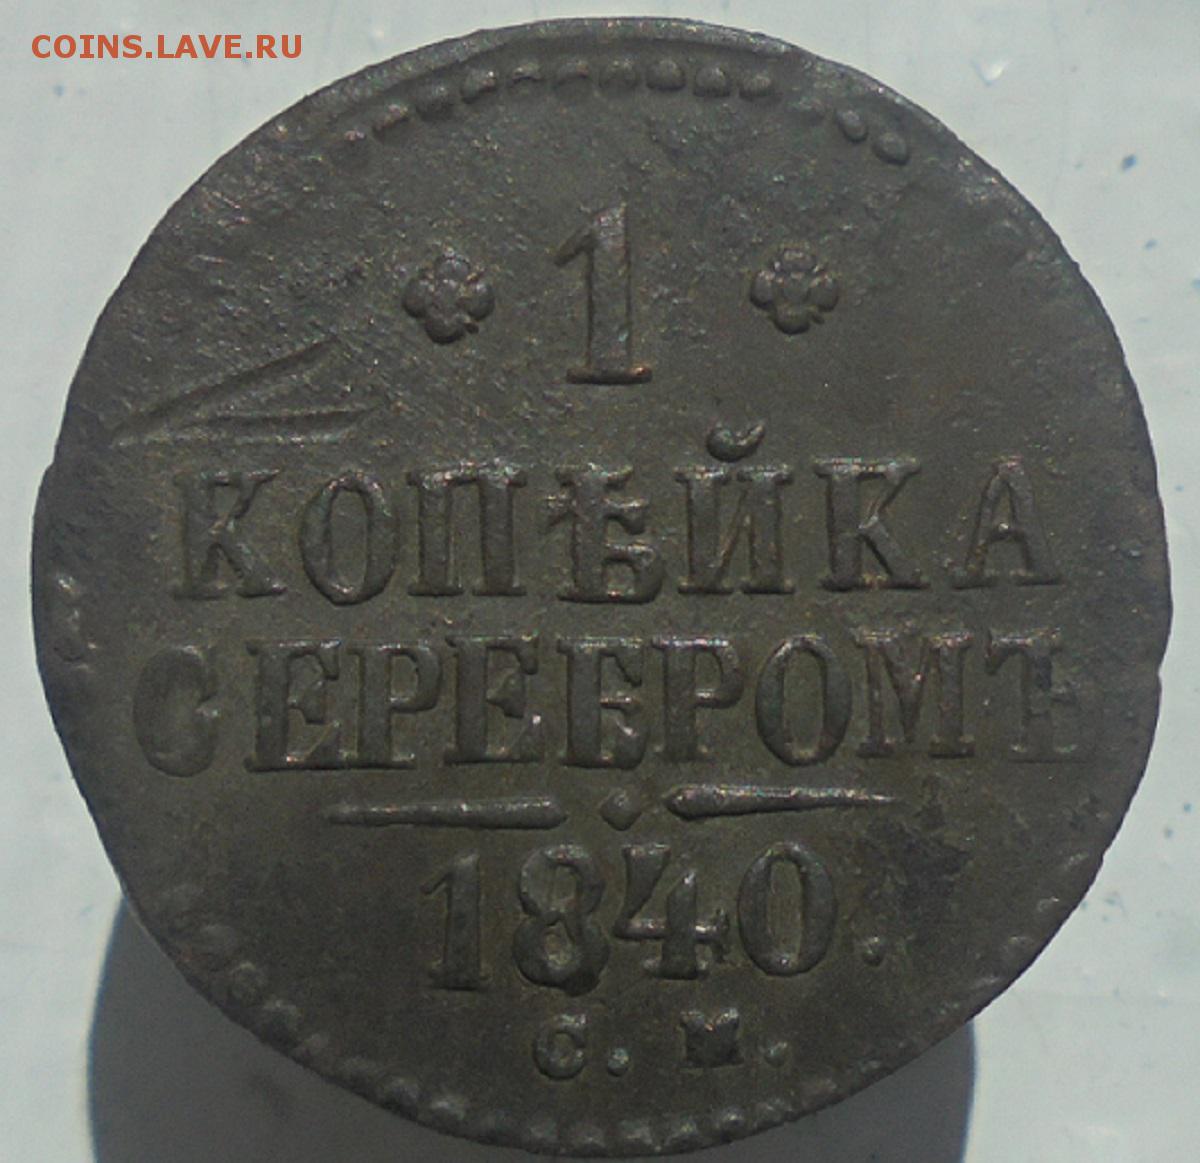 COINS.LAVE.RU
1
КОПѢЙКА
СЕРЕБРОМЪ
1840.
С. М.